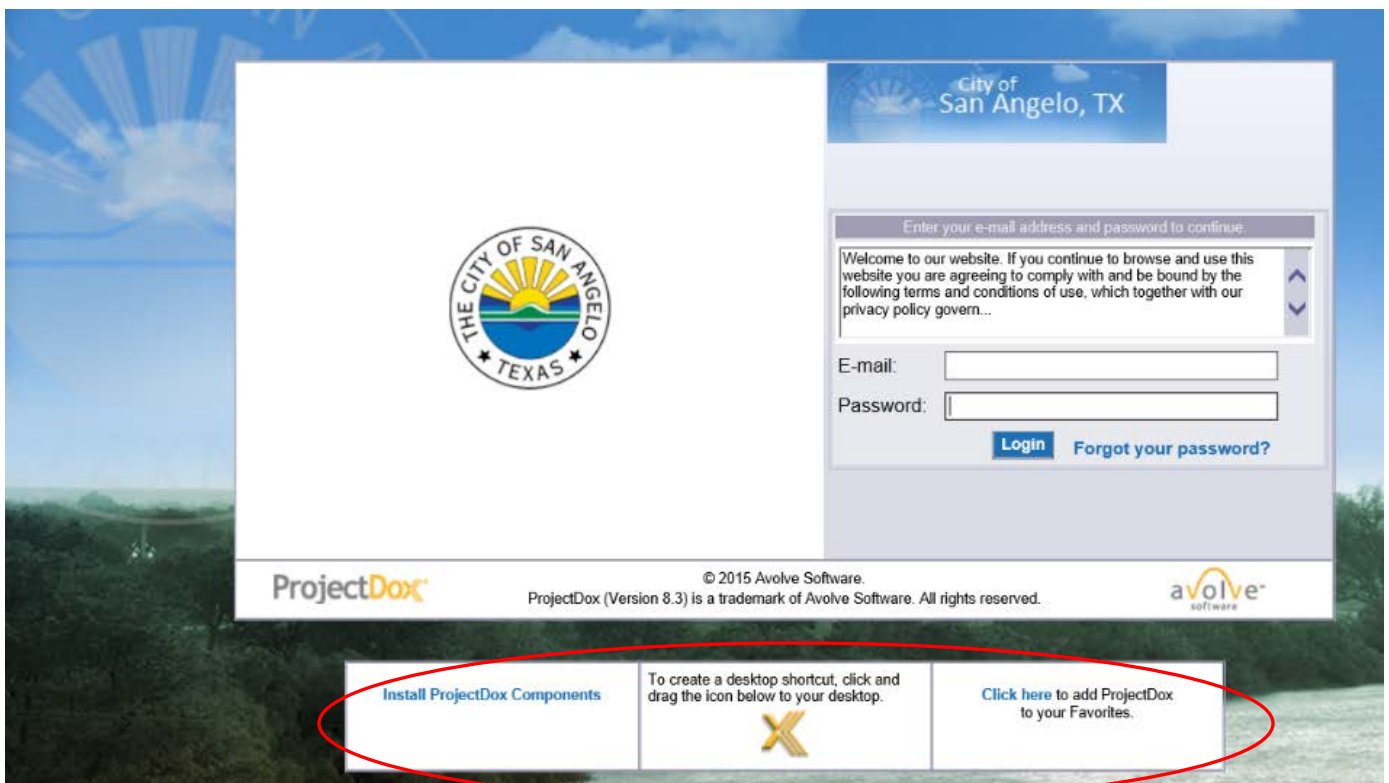 City of
San Angelo, TX
THE CITY OF SAN ANGELO
TEXAS
Enter your e-mail address and password to continue.
Welcome to our website. If you continue to browse and use this
website you are agreeing to comply with and be bound by the
following terms and conditions of use, which together with our
privacy policy govern...
E-mail:
Password:
Login Forgot your password?
ProjectDox
© 2015 Avolve Software.
ProjectDox (Version 8.3) is a trademark of Avolve Software. All rights reserved.
avolve™
software
Install ProjectDox Components
To create a desktop shortcut, click and
drag the icon below to your desktop.
Click here to add ProjectDox
to your Favorites.